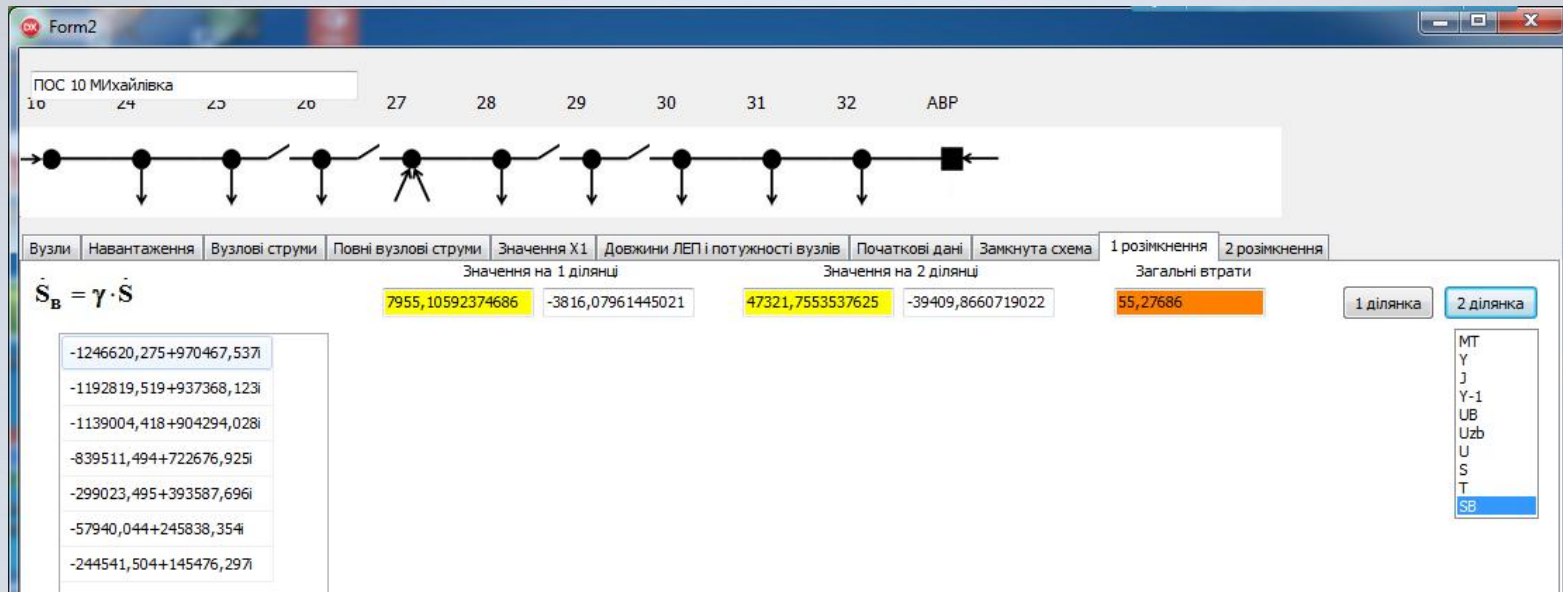 Form2
ПОС 10 МИхайлівка
16 24 25 26 27 28 29 30 31 32 АВР
Вузли Навантаження Вузлові струми Повні вузлові струми Значення X1 Довжини ЛЕП і потужності вузлів Початкові дані Замкнута схема 1 розімкнення 2 розімкнення
Значення на 1 ділянці Значення на 2 ділянці Загальні втрати
Ṡ_B = γ · Ṡ 7955,10592374686 -3816,07961445021 47321,7553537625 -39409,8660719022 55,27686 1 ділянка 2 ділянка
-1246620,275+970467,537i
-1192819,519+937368,123i
-1139004,418+904294,028i
-839511,494+722676,925i
-299023,495+393587,696i
-57940,044+245838,354i
-244541,504+145476,297i
MT
Y
J
Y-1
UB
Uzb
U
S
T
SB